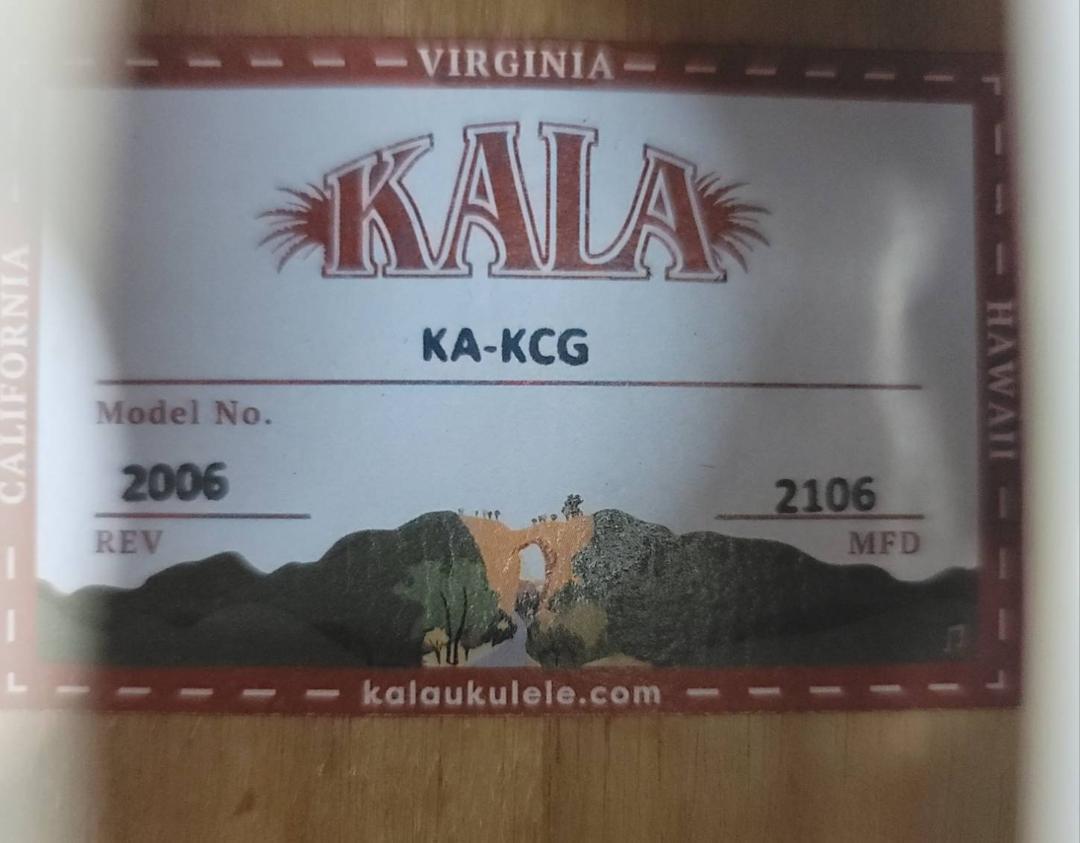 VIRGINIA
KALA
CALIFORNIA
HAWAII
KA-KCG
Model No.
2006
2106
REV
MFD
kalaukulele.com